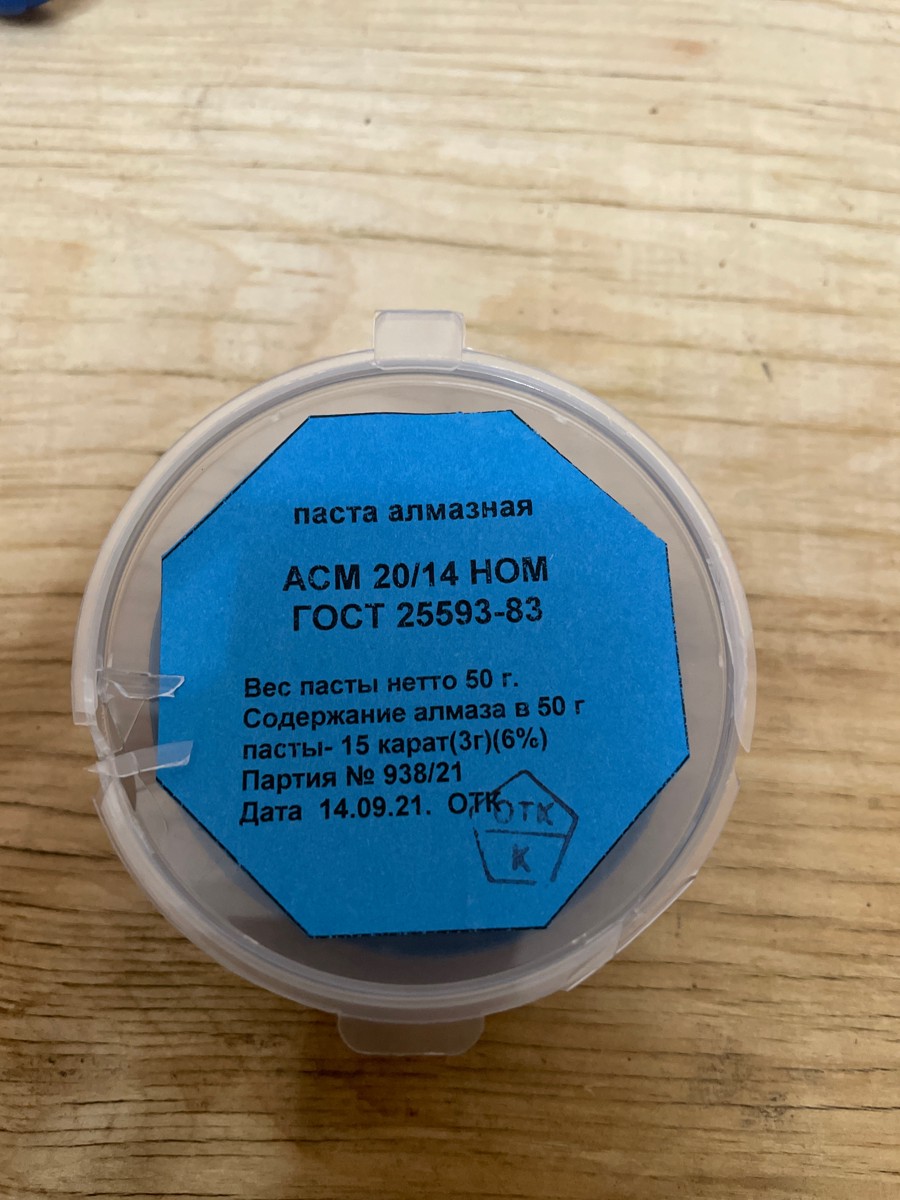 паста алмазная
АСМ 20/14 НОМ
ГОСТ 25593-83
Вес пасты нетто 50 г.
Содержание алмаза в 50 г
пасты- 15 карат(3г)(6%)
Партия № 938/21
Дата 14.09.21. ОТК
ОТК
К